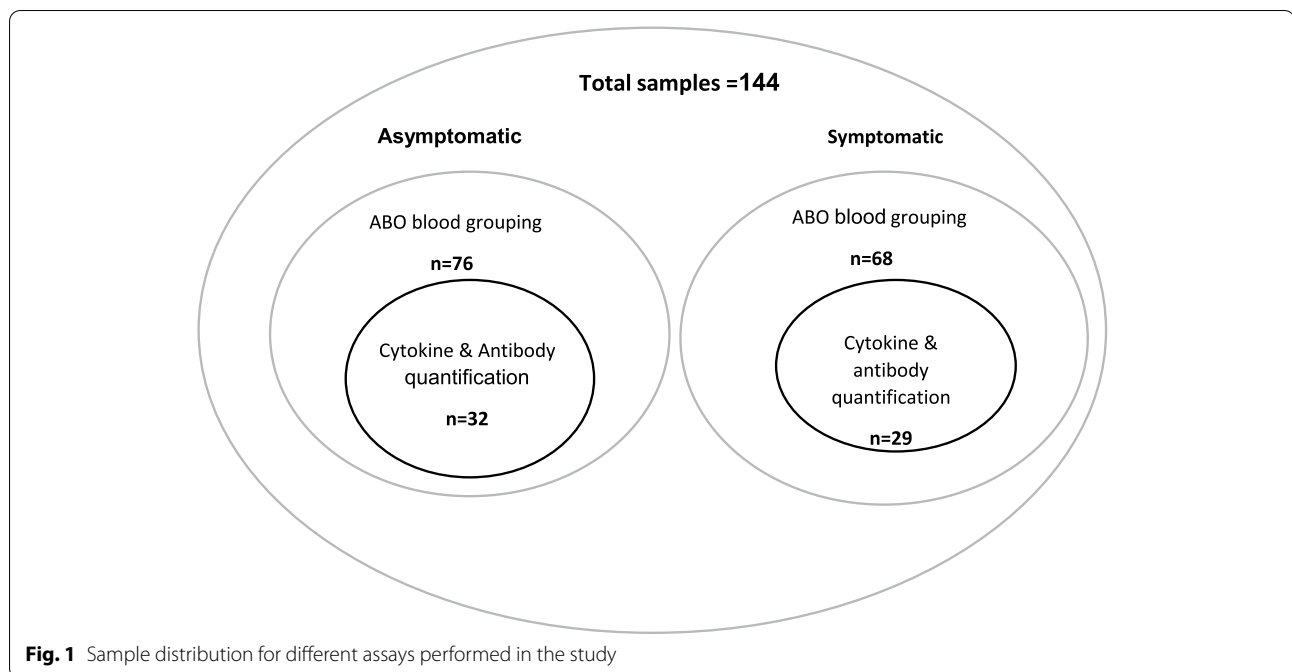 Total samples =144
Asymptomatic
ABO blood grouping
n=76
Cytokine & Antibody
quantification
n=32
Symptomatic
ABO blood grouping
n=68
Cytokine &
antibody
quantification
n=29
Fig. 1 Sample distribution for different assays performed in the study